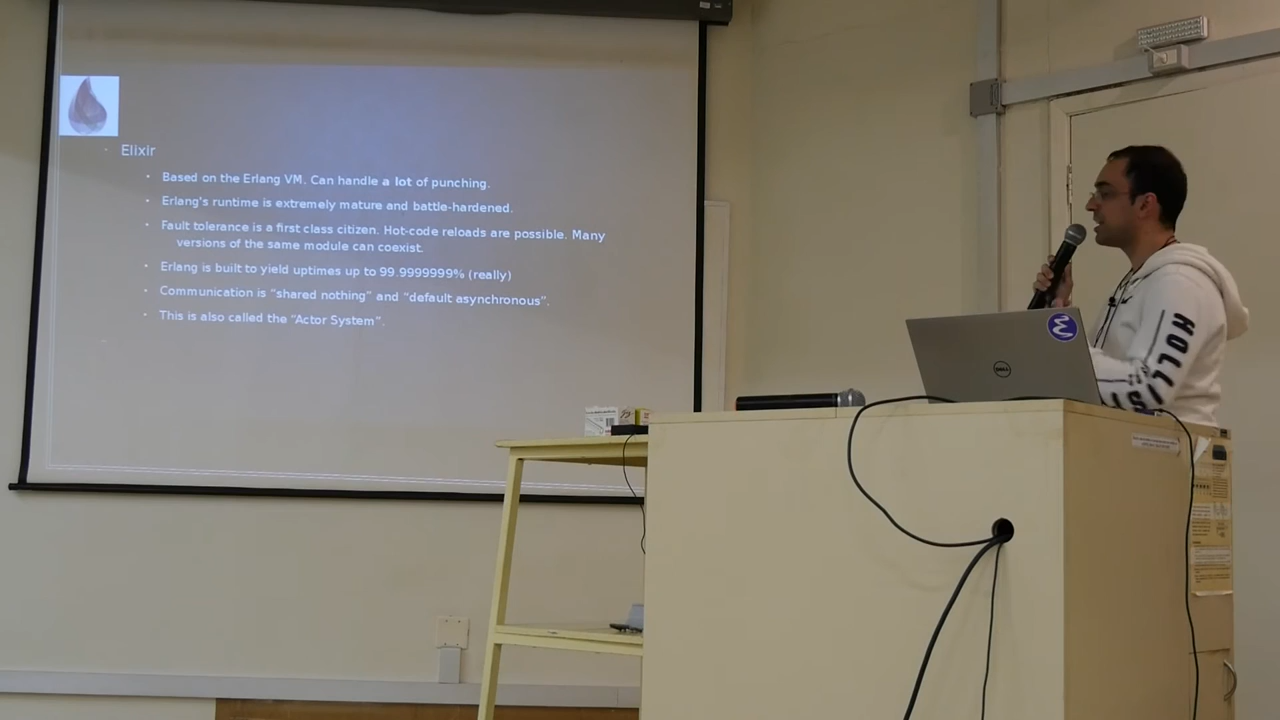 Elixir
Based on the Erlang VM. Can handle a lot of punching.
Erlang's runtime is extremely mature and battle-hardened.
Fault tolerance is a first class citizen. Hot-code reloads are possible. Many
versions of the same module can coexist.
Erlang is built to yield uptimes up to 99.9999999% (really)
Communication is “shared nothing” and “default asynchronous”.
This is also called the “Actor System”.
DELL
HOLLIS